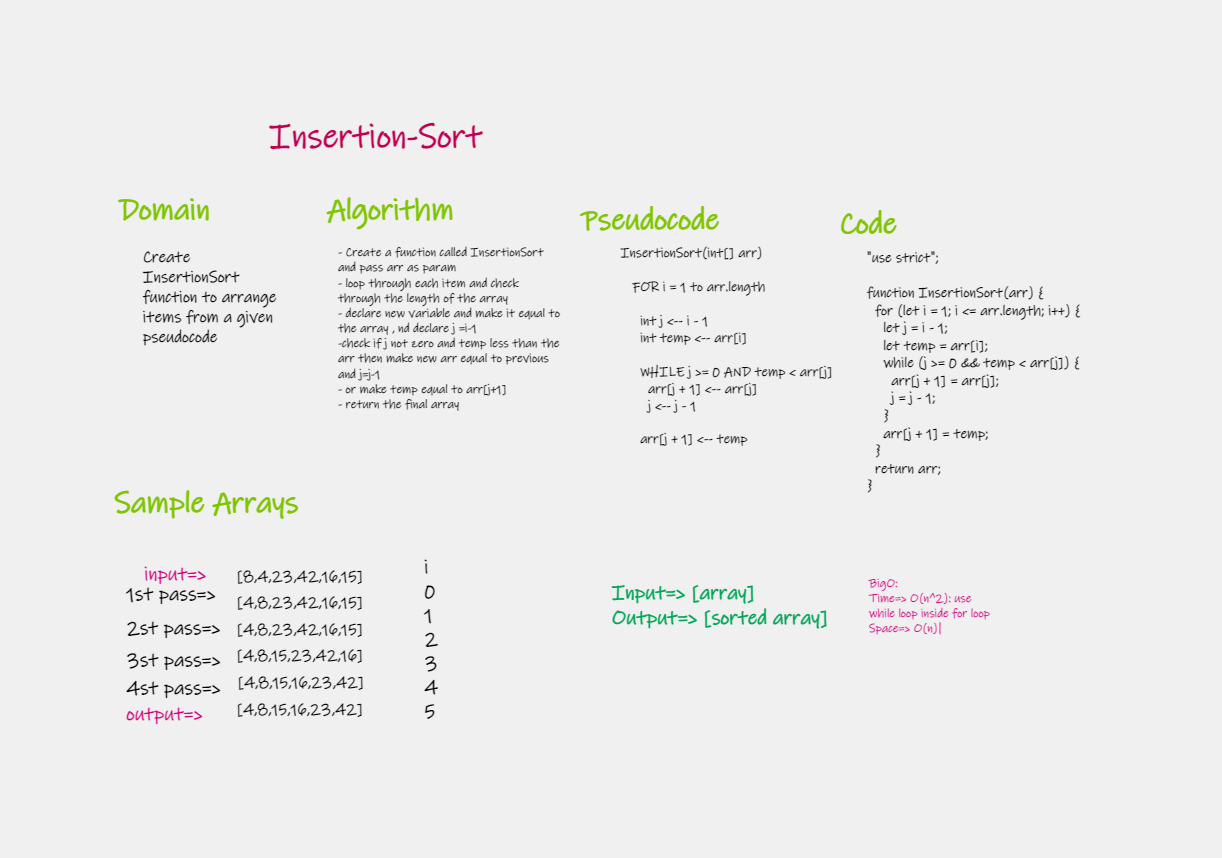 Insertion-Sort
Domain
Create
InsertionSort
function to arrange
items from a given
pseudocode
Algorithm
- Create a function called InsertionSort
and pass arr as param
- loop through each item and check
through the length of the array
- declare new variable and make it equal to
the array , nd declare j =i-1
-check if j not zero and temp less than the
arr then make new arr equal to previous
and j=j-1
- or make temp equal to arr[j+1]
- return the final array
Pseudocode
InsertionSort(int[] arr)
FOR i = 1 to arr.length
int j <-- i - 1
int temp <-- arr[i]
WHILE j >= 0 AND temp < arr[j]
arr[j + 1] <-- arr[j]
j <-- j - 1
arr[j + 1] <-- temp
Code
"use strict";
function InsertionSort(arr) {
for (let i = 1; i <= arr.length; i++) {
let j = i - 1;
let temp = arr[i];
while (j >= 0 && temp < arr[j]) {
arr[j + 1] = arr[j];
j = j - 1;
}
arr[j + 1] = temp;
}
return arr;
}
Sample Arrays
i
input=> [8,4,23,42,16,15]
1st pass=> [4,8,23,42,16,15] 0
2st pass=> [4,8,23,42,16,15] 1
3st pass=> [4,8,15,23,42,16] 2
4st pass=> [4,8,15,16,23,42] 3
output=> [4,8,15,16,23,42] 4
5
Input=> [array]
Output=> [sorted array]
BigO:
Time=> O(n^2): use
while loop inside for loop
Space=> O(n)|